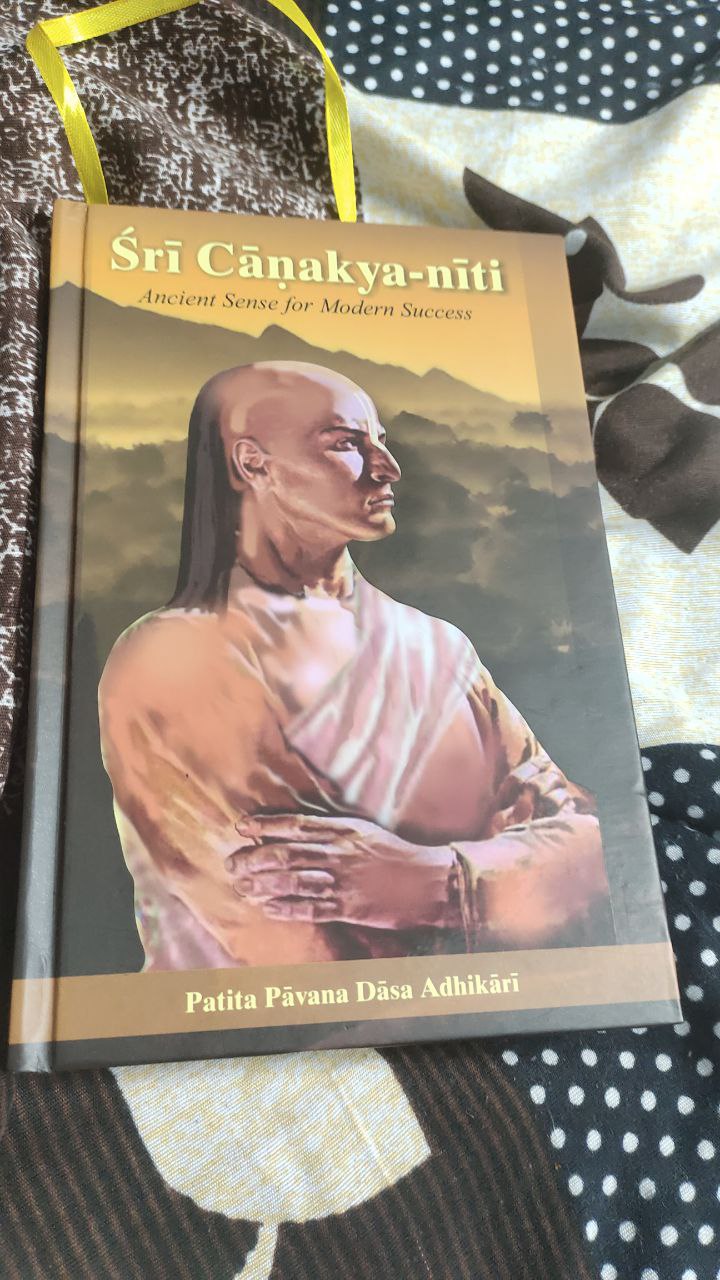 Śrī Cāṇakya-nīti
Ancient Sense for Modern Success
Patita Pāvana Dāsa Adhikārī